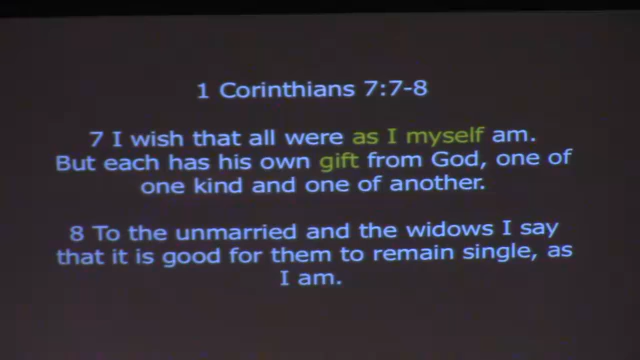 1 Corinthians 7:7-8
7 I wish that all were as I myself am.
But each has his own gift from God, one of
one kind and one of another.
8 To the unmarried and the widows I say
that it is good for them to remain single, as
I am.